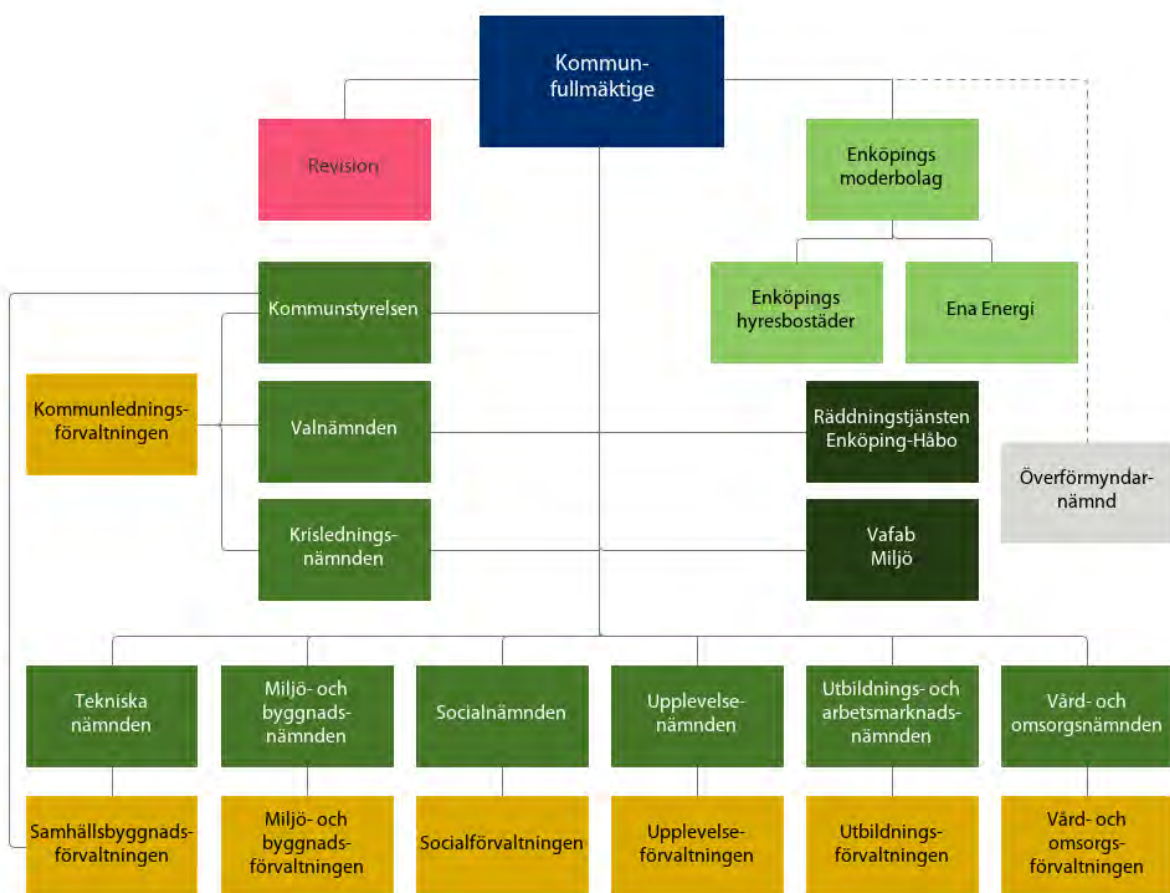 Kommun-
fullmäktige
Revision
Enköpings
moderbolag
Enköpings
hyresbostäder
Ena Energi
Kommunstyrelsen
Kommunlednings-
förvaltningen
Valnämnden
Räddningstjänsten
Enköping-Håbo
Överförmyndar-
nämnd
Krislednings-
nämnden
Vafab
Miljö
Tekniska
nämnden
Miljö- och
byggnads-
nämnden
Socialnämnden
Upplevelse-
nämnden
Utbildnings- och
arbetsmarknads-
nämnden
Vård- och
omsorgsnämnden
Samhällsbyggnads-
förvaltningen
Miljö- och
byggnads-
förvaltningen
Socialförvaltningen
Upplevelse-
förvaltningen
Utbildnings-
förvaltningen
Vård- och
omsorgs-
förvaltningen